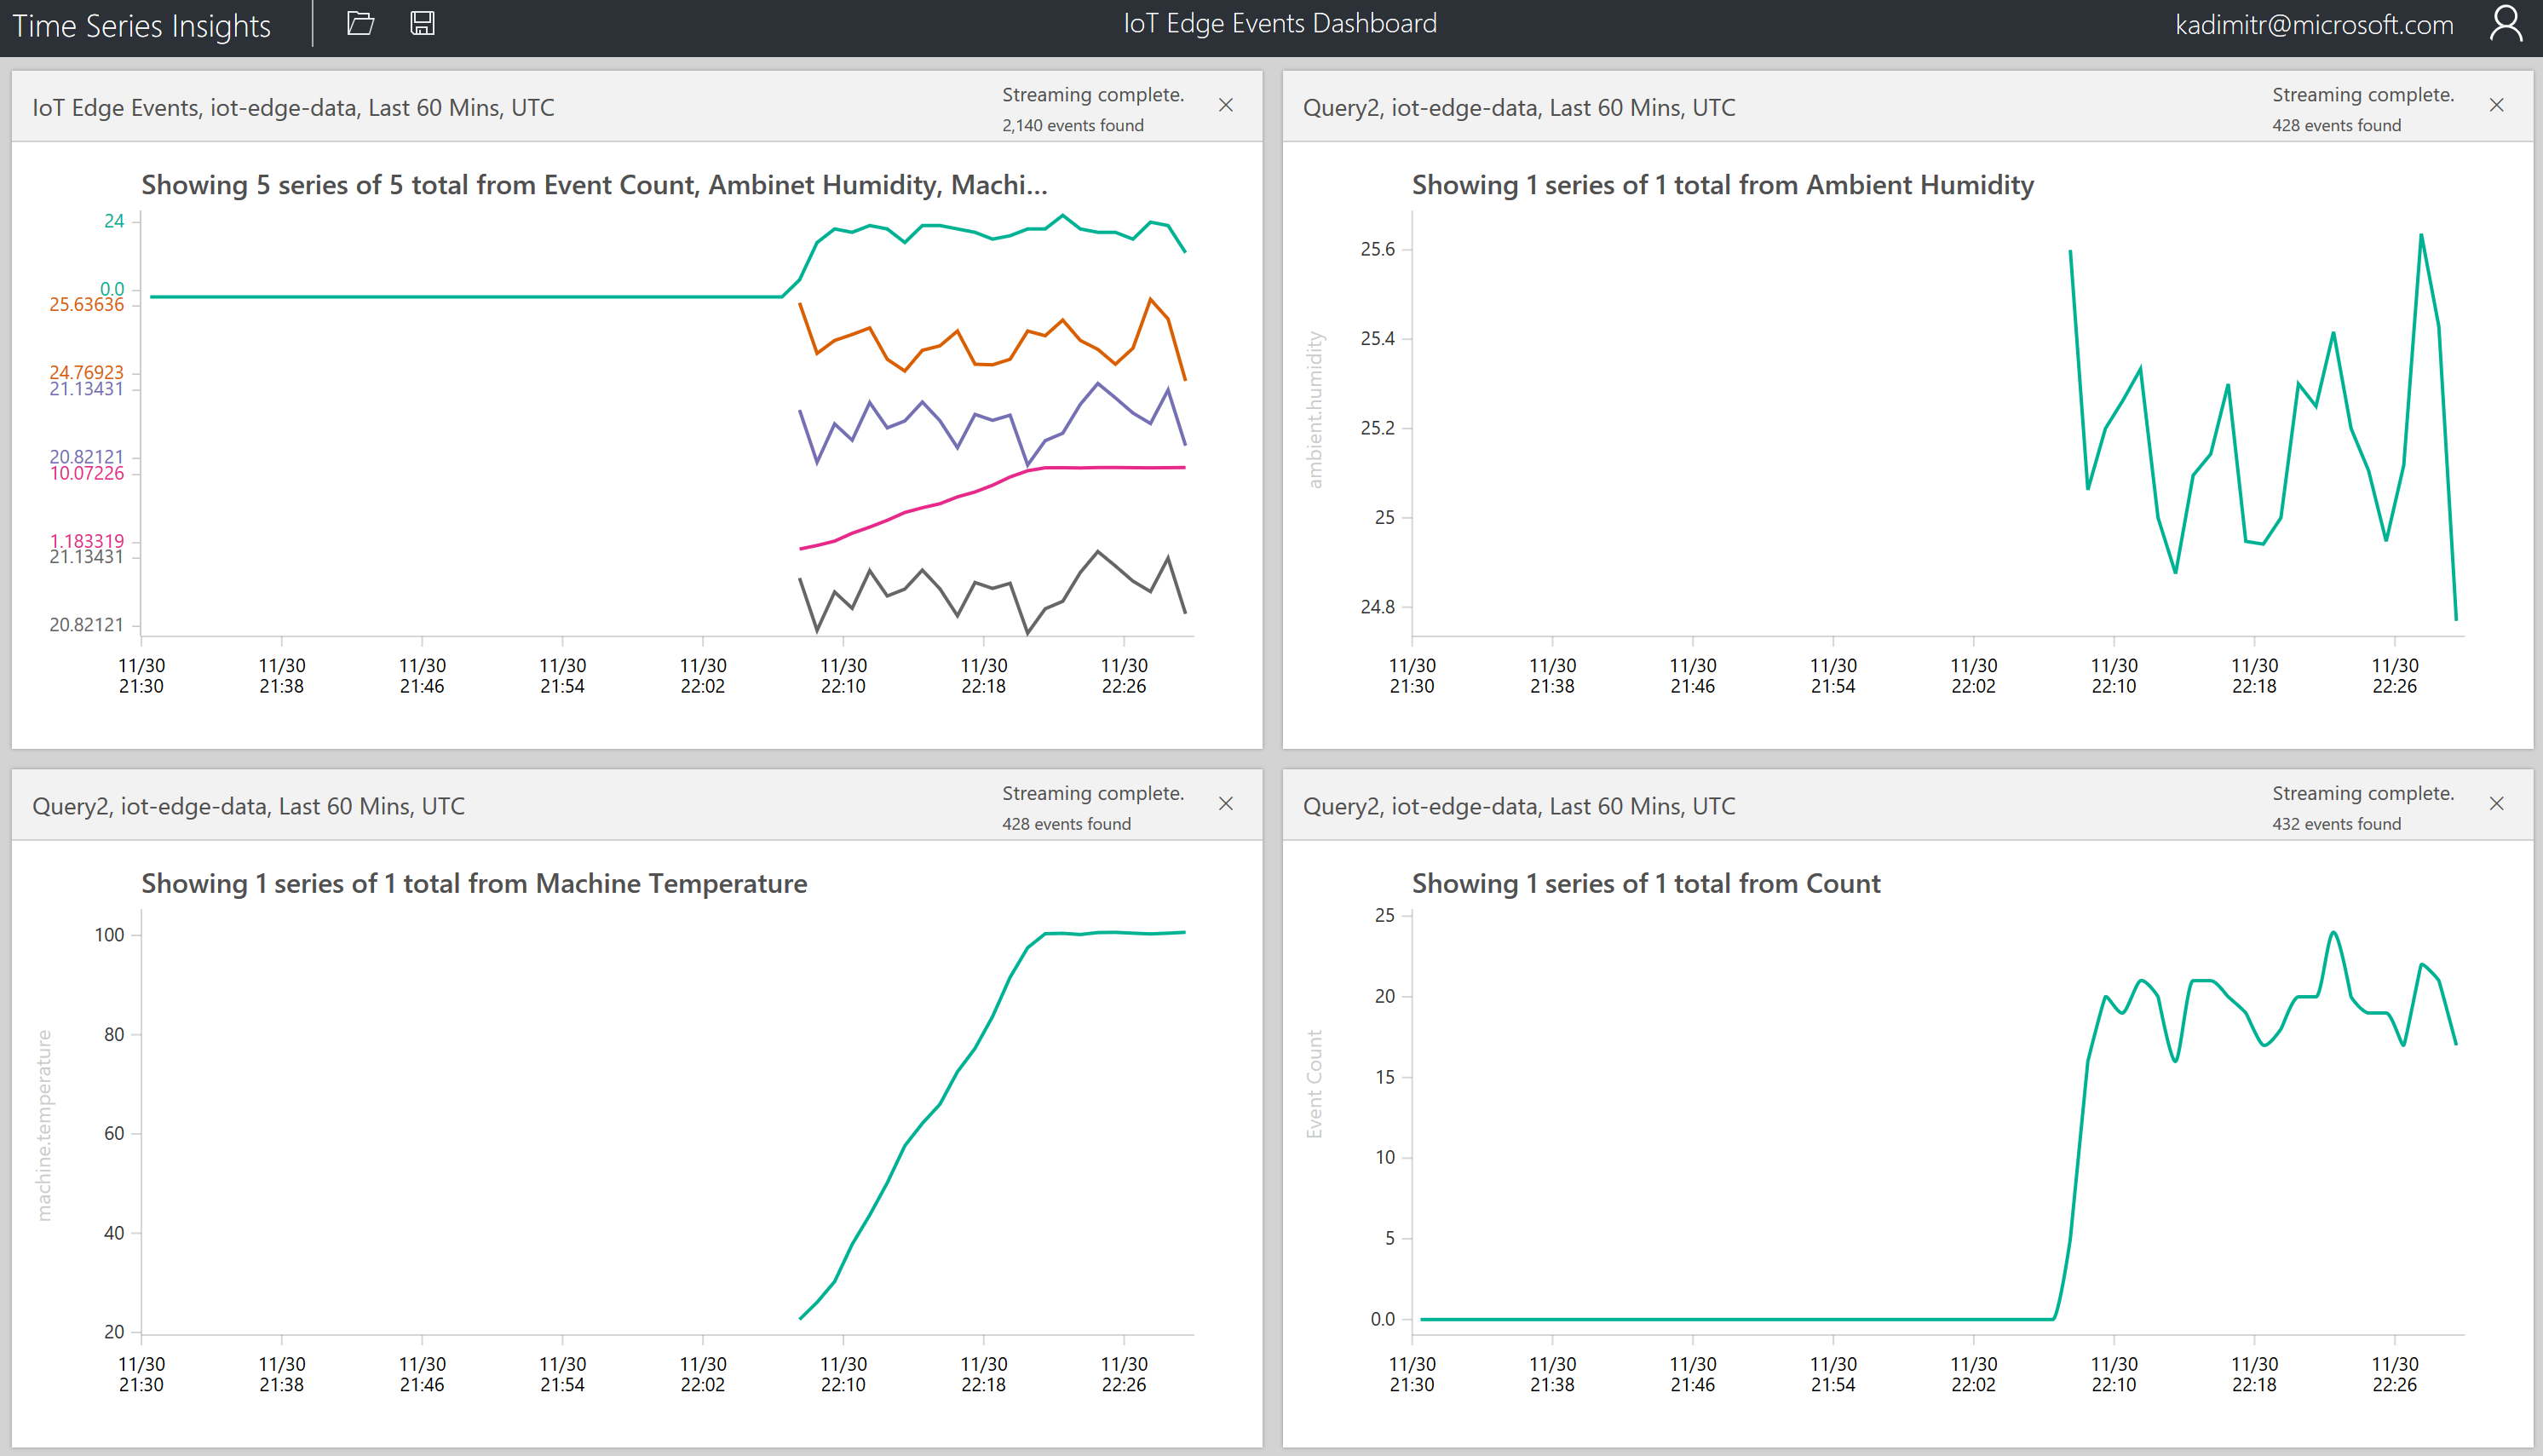 Time Series Insights
IoT Edge Events Dashboard
kadimitr@microsoft.com
IoT Edge Events, iot-edge-data, Last 60 Mins, UTC
Streaming complete.
2,140 events found
Showing 5 series of 5 total from Event Count, Ambinet Humidity, Machi...
24
0.0
25.63636
24.76923
21.13431
20.82121
10.07226
1.183319
21.13431
20.82121
11/30 11/30 11/30 11/30 11/30 11/30 11/30 11/30
21:30 21:38 21:46 21:54 22:02 22:10 22:18 22:26
Query2, iot-edge-data, Last 60 Mins, UTC
Streaming complete.
428 events found
Showing 1 series of 1 total from Ambient Humidity
ambient.humidity
25.6
25.4
25.2
25
24.8
11/30 11/30 11/30 11/30 11/30 11/30 11/30 11/30
21:30 21:38 21:46 21:54 22:02 22:10 22:18 22:26
Query2, iot-edge-data, Last 60 Mins, UTC
Streaming complete.
428 events found
Showing 1 series of 1 total from Machine Temperature
machine.temperature
100
80
60
40
20
11/30 11/30 11/30 11/30 11/30 11/30 11/30 11/30
21:30 21:38 21:46 21:54 22:02 22:10 22:18 22:26
Query2, iot-edge-data, Last 60 Mins, UTC
Streaming complete.
432 events found
Showing 1 series of 1 total from Count
Event Count
25
20
15
10
5
0.0
11/30 11/30 11/30 11/30 11/30 11/30 11/30 11/30
21:30 21:38 21:46 21:54 22:02 22:10 22:18 22:26